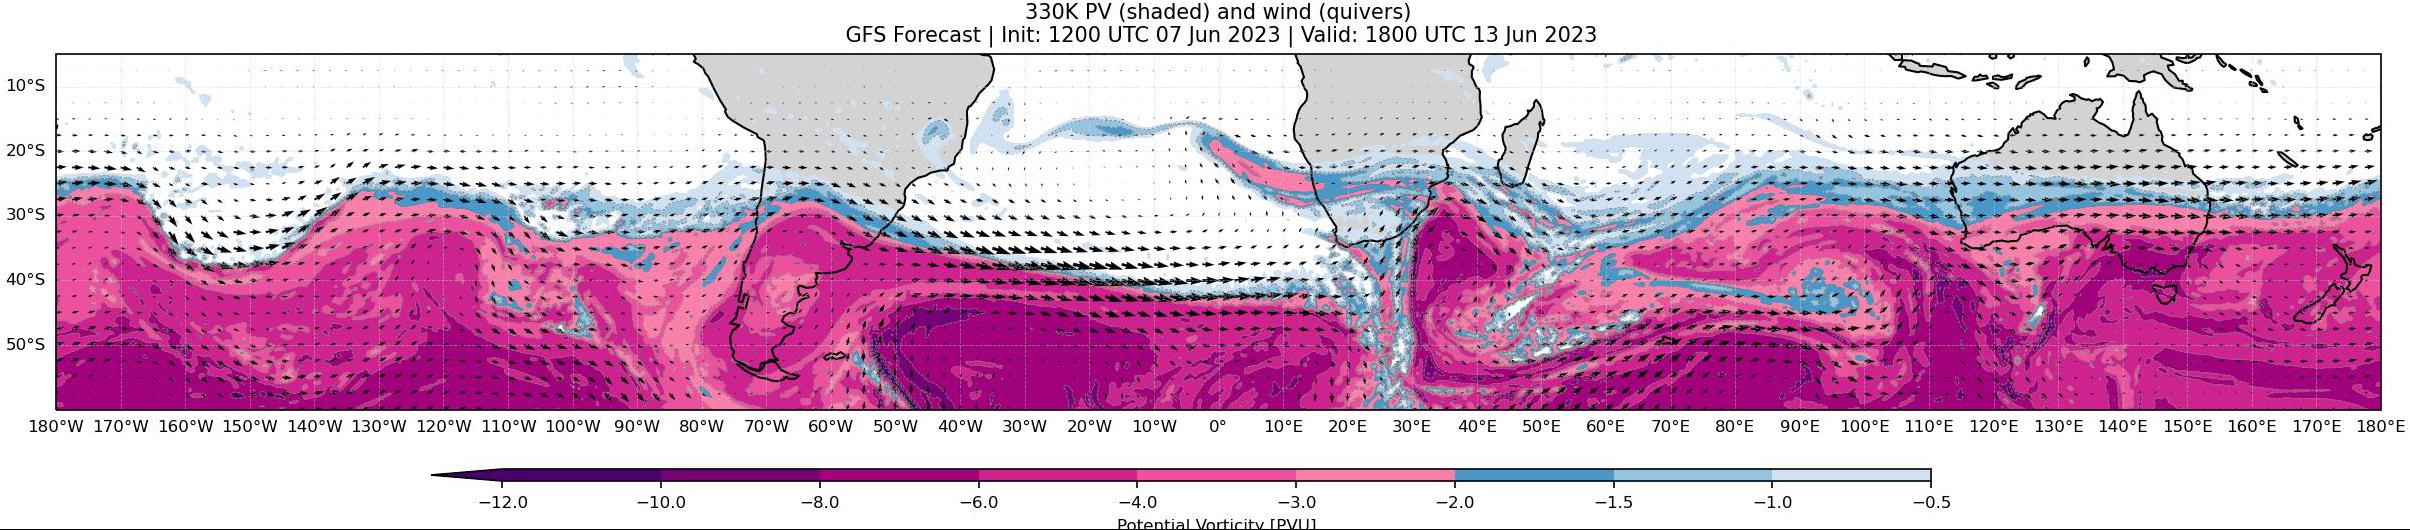 330K PV (shaded) and wind (quivers)
GFS Forecast | Init: 1200 UTC 07 Jun 2023 | Valid: 1800 UTC 13 Jun 2023
10°S
20°S
30°S
40°S
50°S
180°W 170°W 160°W 150°W 140°W 130°W 120°W 110°W 100°W 90°W 80°W 70°W 60°W 50°W 40°W 30°W 20°W 10°W 0° 10°E 20°E 30°E 40°E 50°E 60°E 70°E 80°E 90°E 100°E 110°E 120°E 130°E 140°E 150°E 160°E 170°E 180°E
−12.0 −10.0 −8.0 −6.0 −4.0 −3.0 −2.0 −1.5 −1.0 −0.5
Potential Vorticity [PVU]